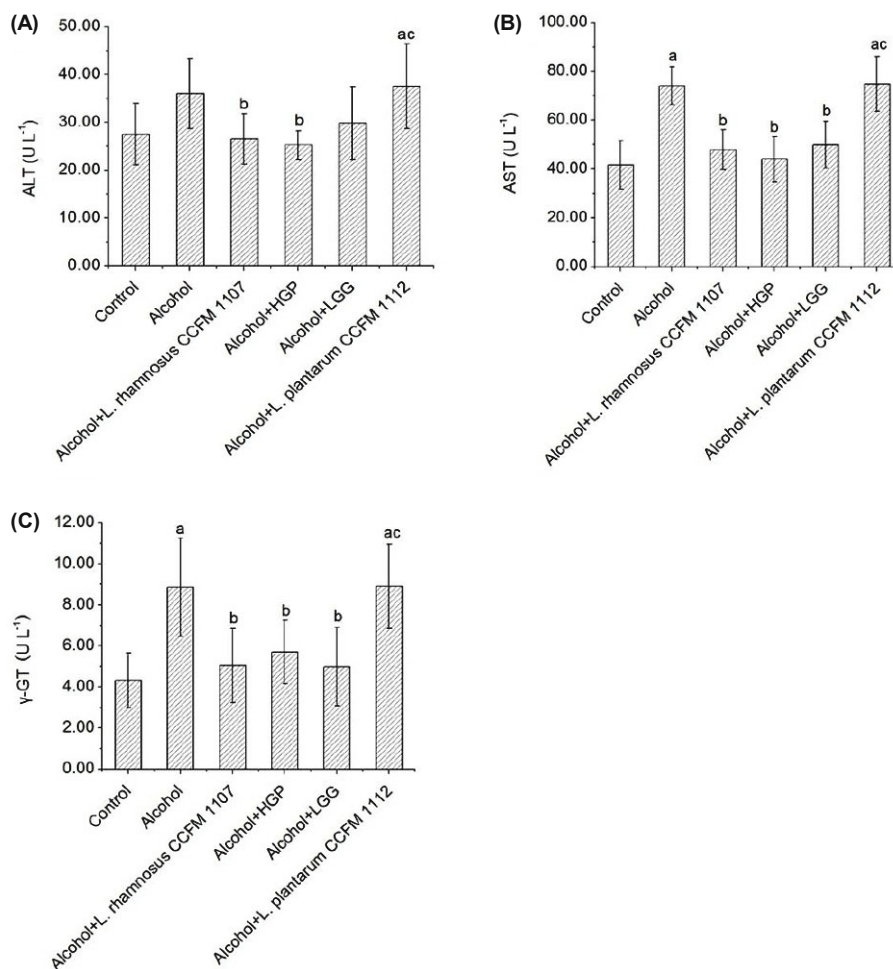 (A)
50.00
40.00
30.00
20.00
10.00
0.00
ALT (U L⁻¹)
b
b
ac
Control
Alcohol
Alcohol+L. rhamnosus CCFM 1107
Alcohol+HGP
Alcohol+LGG
Alcohol+L. plantarum CCFM 1112
(B)
100.00
80.00
60.00
40.00
20.00
0.00
AST (U L⁻¹)
a
b
b
b
ac
Control
Alcohol
Alcohol+L. rhamnosus CCFM 1107
Alcohol+HGP
Alcohol+LGG
Alcohol+L. plantarum CCFM 1112
(C)
12.00
10.00
8.00
6.00
4.00
2.00
0.00
γ-GT (U L⁻¹)
a
b
b
b
ac
Control
Alcohol
Alcohol+L. rhamnosus CCFM 1107
Alcohol+HGP
Alcohol+LGG
Alcohol+L. plantarum CCFM 1112